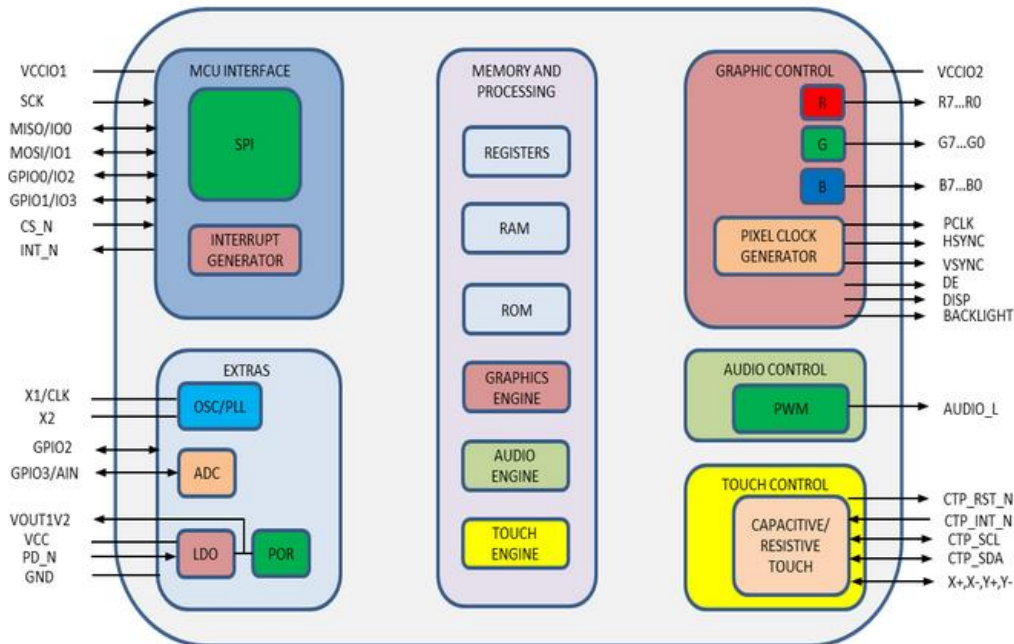 VCCIO1
SCK
MISO/IO0
MOSI/IO1
GPIO0/IO2
GPIO1/IO3
CS_N
INT_N
MCU INTERFACE
SPI
INTERRUPT
GENERATOR
X1/CLK
X2
GPIO2
GPIO3/AIN
VOUT1V2
VCC
PD_N
GND
EXTRAS
OSC/PLL
ADC
LDO
POR
MEMORY AND
PROCESSING
REGISTERS
RAM
ROM
GRAPHICS
ENGINE
AUDIO
ENGINE
TOUCH
ENGINE
GRAPHIC CONTROL
R
G
B
PIXEL CLOCK
GENERATOR
VCCIO2
R7...R0
G7...G0
B7...B0
PCLK
HSYNC
VSYNC
DE
DISP
BACKLIGHT
AUDIO CONTROL
PWM
AUDIO_L
TOUCH CONTROL
CAPACITIVE/
RESISTIVE
TOUCH
CTP_RST_N
CTP_INT_N
CTP_SCL
CTP_SDA
X+,X-,Y+,Y-